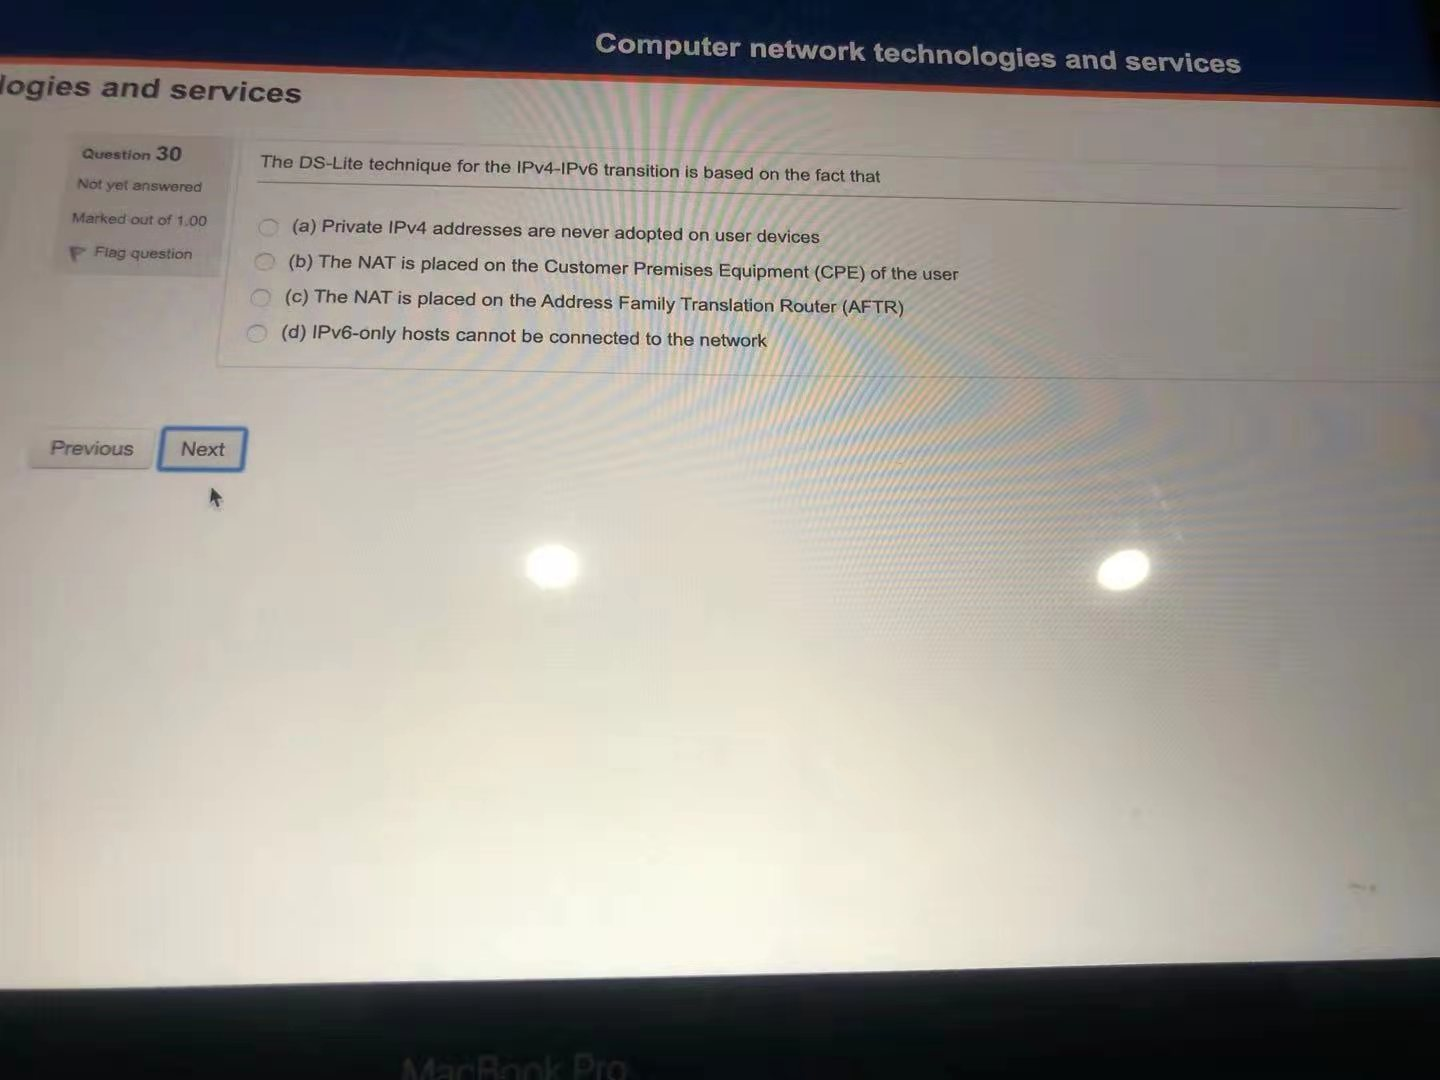 Computer network technologies and services
logies and services
Question 30
Not yet answered
Marked out of 1.00
Flag question
The DS-Lite technique for the IPv4-IPv6 transition is based on the fact that
(a) Private IPv4 addresses are never adopted on user devices
(b) The NAT is placed on the Customer Premises Equipment (CPE) of the user
(c) The NAT is placed on the Address Family Translation Router (AFTR)
(d) IPv6-only hosts cannot be connected to the network
Previous
Next
MacBook Pro